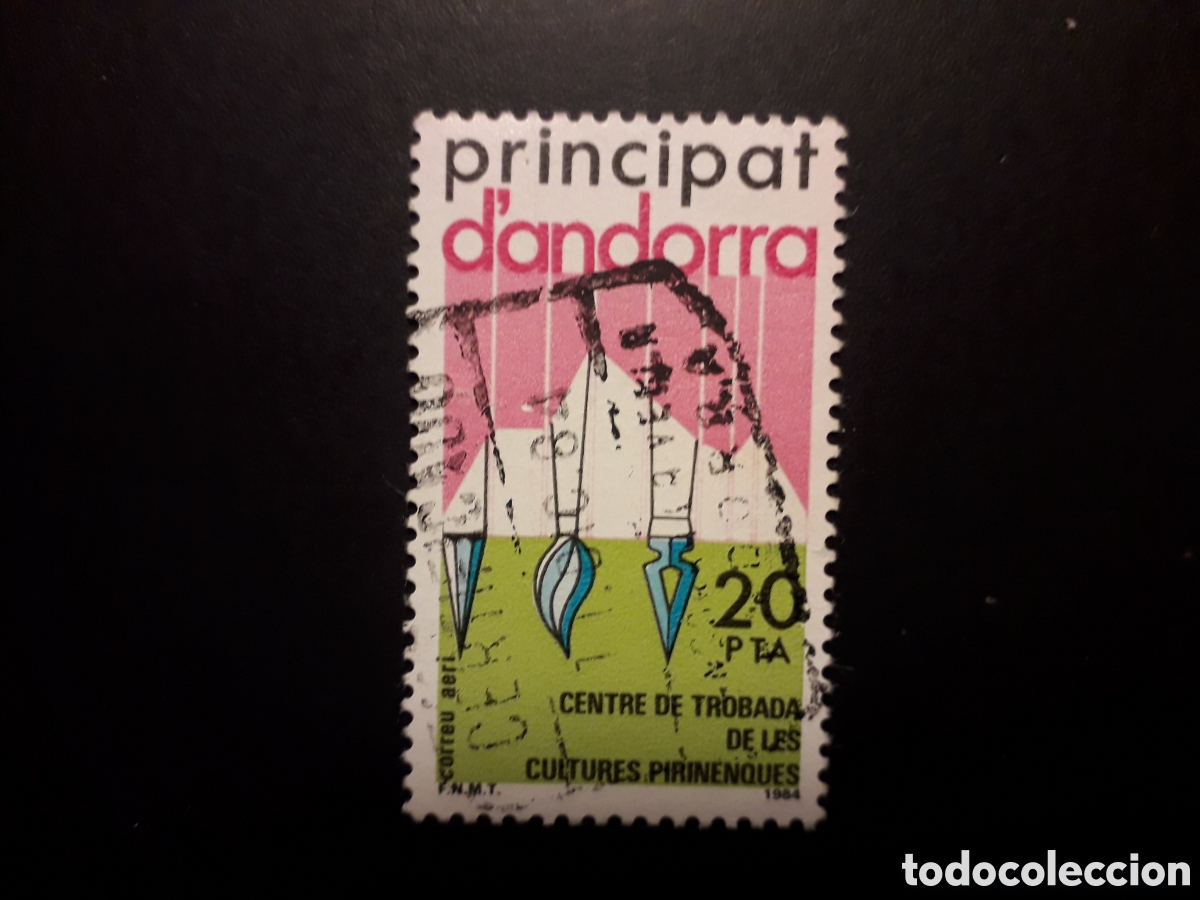 principat
d'andorra
20
PTA
correu aeri
CENTRE DE TROBADA
DE LES
CULTURES PIRINENQUES
F.N.M.T.
1984
todocoleccion